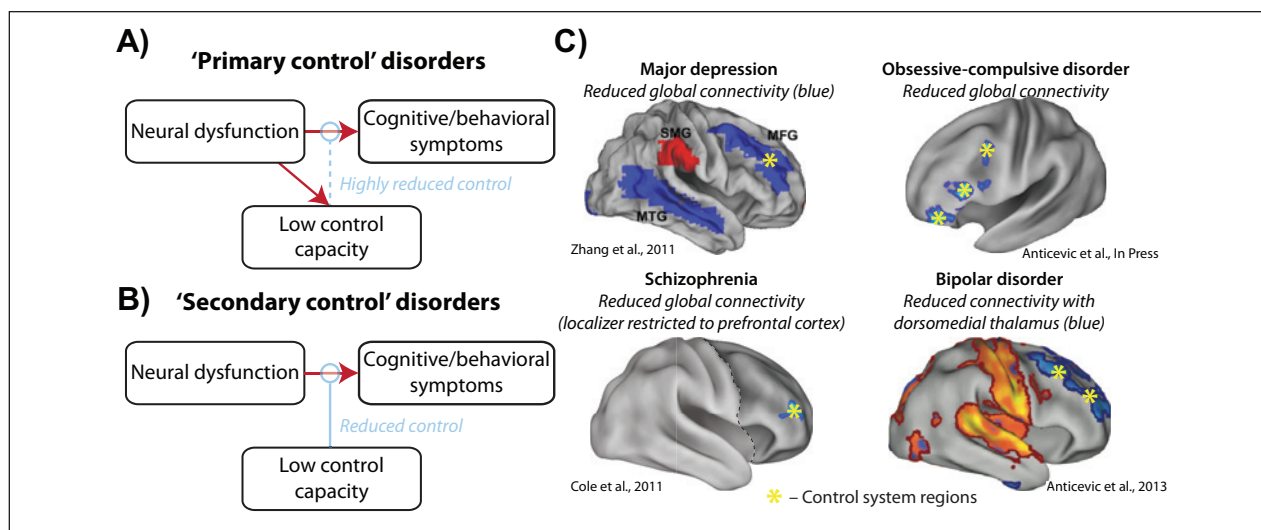 A)
'Primary control' disorders
Neural dysfunction
Cognitive/behavioral
symptoms
Highly reduced control
Low control
capacity
B)
'Secondary control' disorders
Neural dysfunction
Cognitive/behavioral
symptoms
Reduced control
Low control
capacity
C)
Major depression
Reduced global connectivity (blue)
SMG
MFG
MTG
Zhang et al., 2011
Obsessive-compulsive disorder
Reduced global connectivity
Anticevic et al., In Press
Schizophrenia
Reduced global connectivity
(localizer restricted to prefrontal cortex)
Cole et al., 2011
Bipolar disorder
Reduced connectivity with
dorsomedial thalamus (blue)
Anticevic et al., 2013
– Control system regions